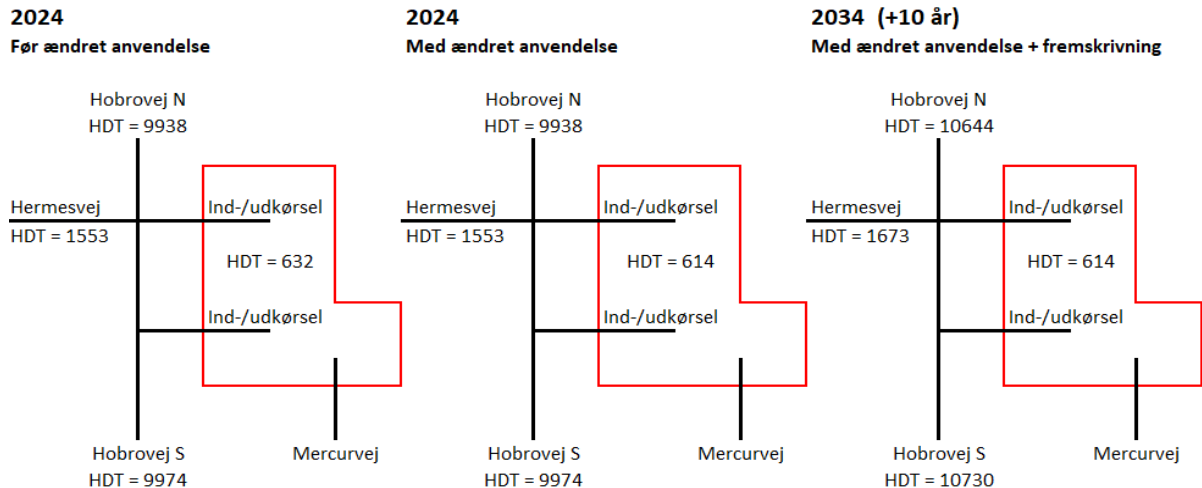 2024
Før ændret anvendelse
Hobrovej N
HDT = 9938
Hermesvej
HDT = 1553
Ind-/udkørsel
HDT = 632
Ind-/udkørsel
Hobrovej S
HDT = 9974
Mercurvej
2024
Med ændret anvendelse
Hobrovej N
HDT = 9938
Hermesvej
HDT = 1553
Ind-/udkørsel
HDT = 614
Ind-/udkørsel
Hobrovej S
HDT = 9974
Mercurvej
2034 (+10 år)
Med ændret anvendelse + fremskrivning
Hobrovej N
HDT = 10644
Hermesvej
HDT = 1673
Ind-/udkørsel
HDT = 614
Ind-/udkørsel
Hobrovej S
HDT = 10730
Mercurvej